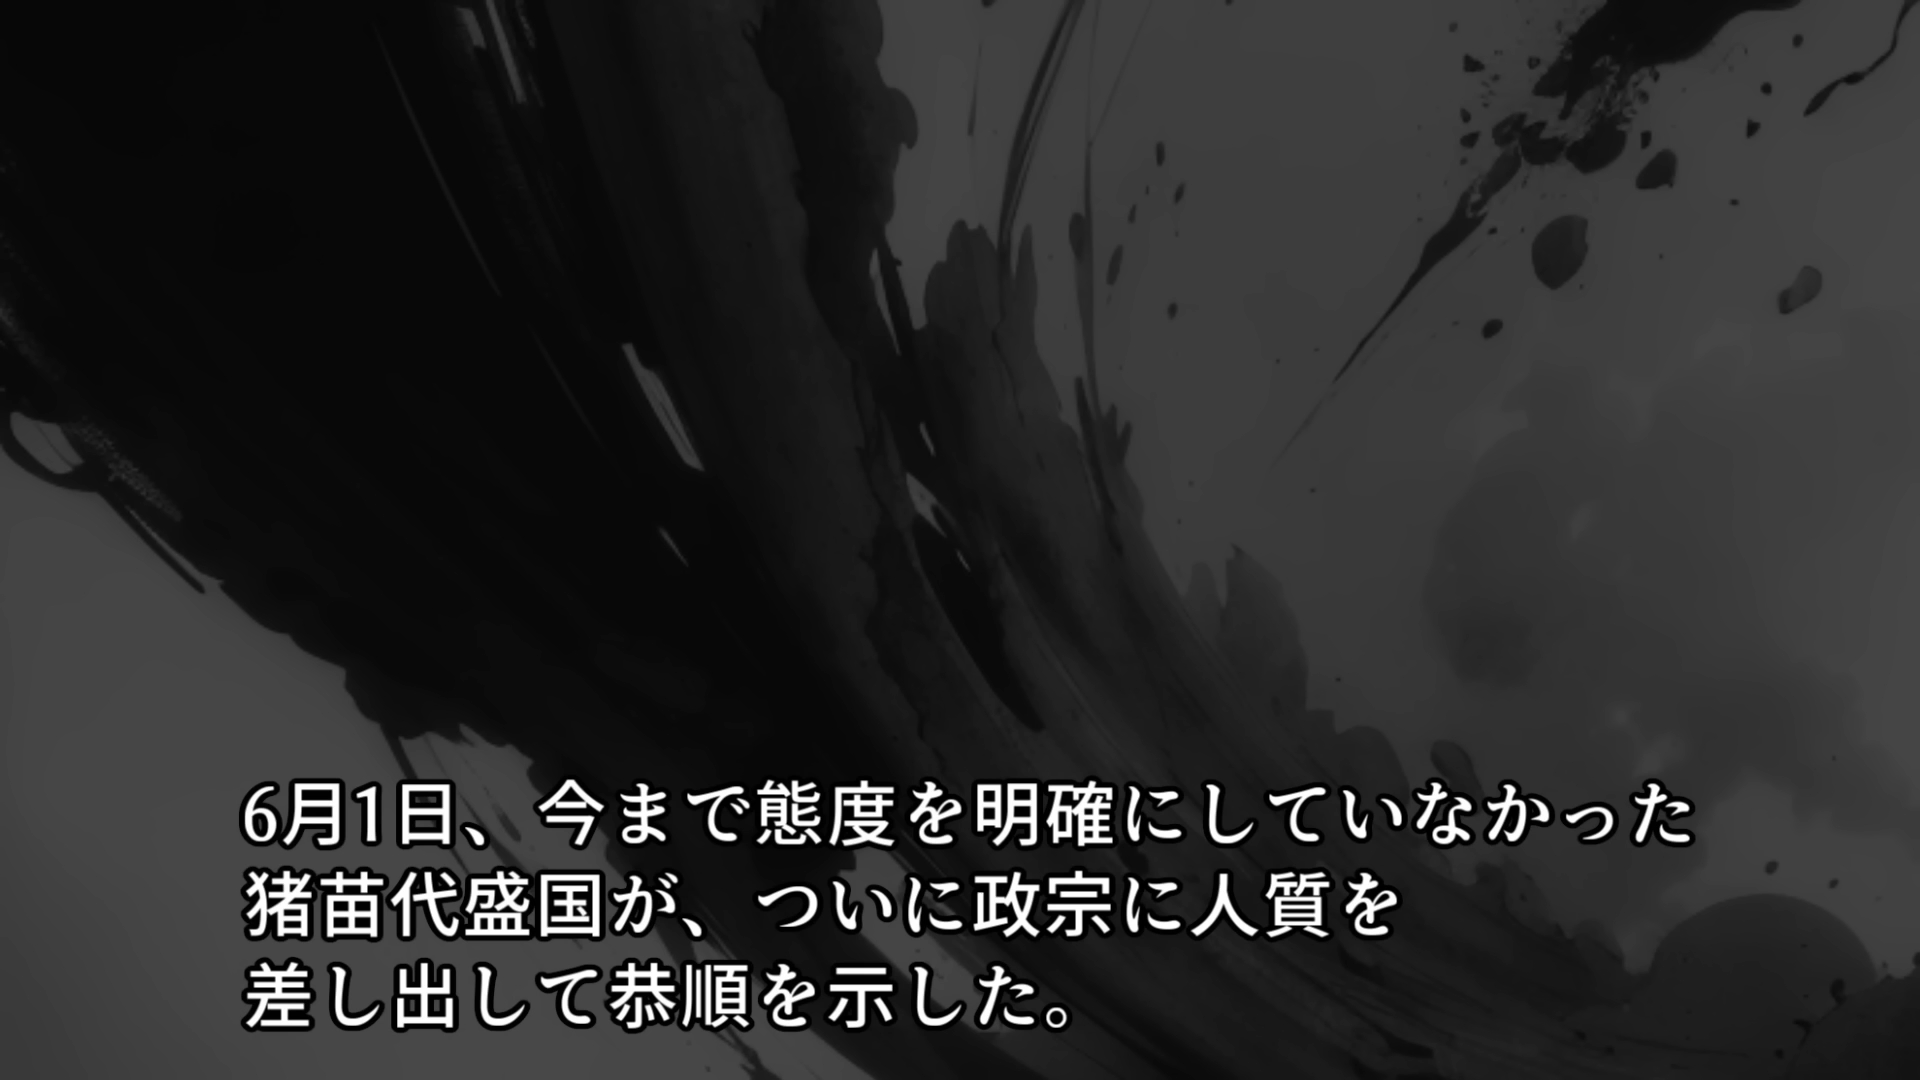 6月1日、今まで態度を明確にしていなかった
猪苗代盛国が、ついに政宗に人質を
差し出して恭順を示した。